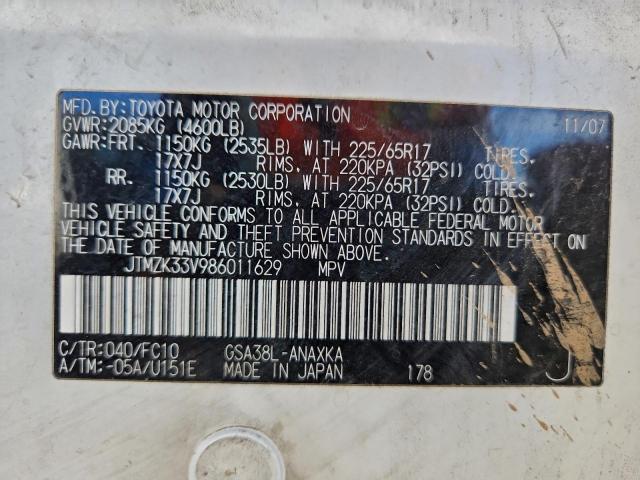 MFD.BY:TOYOTA MOTOR CORPORATION 11/07
GVWR:2085KG (4600LB)
GAWR:FRT. 1150KG (2535LB) WITH 225/65R17 TIRES,
17X7J RIMS, AT 220KPA (32PSI) COLD.
RR. 1150KG (2530LB) WITH 225/65R17 TIRES,
17X7J RIMS, AT 220KPA (32PSI) COLD.
THIS VEHICLE CONFORMS TO ALL APPLICABLE FEDERAL MOTOR
VEHICLE SAFETY AND THEFT PREVENTION STANDARDS IN EFFECT ON
THE DATE OF MANUFACTURE SHOWN ABOVE.
JTMZK33V986011629 MPV
C/TR:040/FC10 GSA38L-ANAXKA
A/TM:-05A/U151E MADE IN JAPAN 178 J